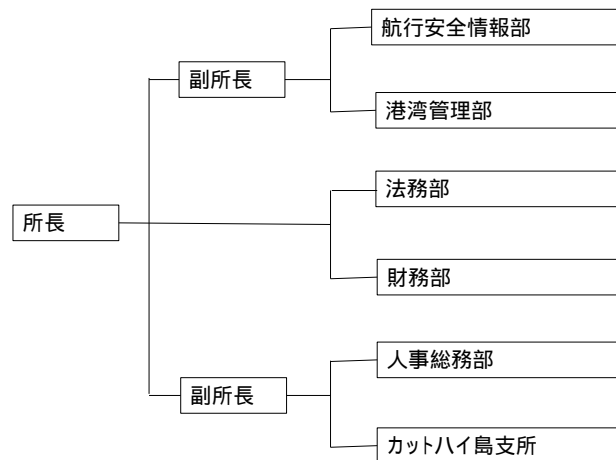 航行安全情報部
副所長
港湾管理部
法務部
所長
財務部
人事総務部
副所長
カットハイ島支所